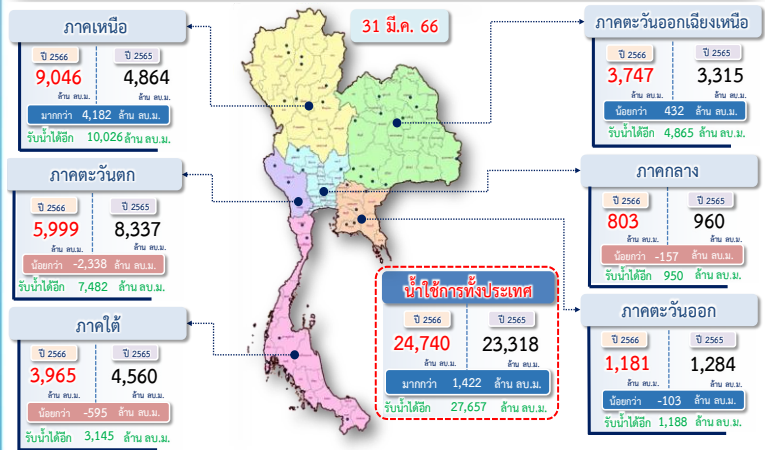 31 มี.ค. 66
ภาคเหนือ
ปี 2566 ปี 2565
9,046 4,864
ล้าน ลบ.ม. ล้าน ลบ.ม.
มากกว่า 4,182 ล้าน ลบ.ม.
รับน้ำได้อีก 10,026 ล้าน ลบ.ม.
ภาคตะวันตก
ปี 2566 ปี 2565
5,999 8,337
ล้าน ลบ.ม. ล้าน ลบ.ม.
น้อยกว่า -2,338 ล้าน ลบ.ม.
รับน้ำได้อีก 7,482 ล้าน ลบ.ม.
ภาคใต้
ปี 2566 ปี 2565
3,965 4,560
ล้าน ลบ.ม. ล้าน ลบ.ม.
น้อยกว่า -595 ล้าน ลบ.ม.
รับน้ำได้อีก 3,145 ล้าน ลบ.ม.
ภาคตะวันออกเฉียงเหนือ
ปี 2566 ปี 2565
3,747 3,315
ล้าน ลบ.ม. ล้าน ลบ.ม.
น้อยกว่า 432 ล้าน ลบ.ม.
รับน้ำได้อีก 4,865 ล้าน ลบ.ม.
ภาคกลาง
ปี 2566 ปี 2565
803 960
ล้าน ลบ.ม. ล้าน ลบ.ม.
น้อยกว่า -157 ล้าน ลบ.ม.
รับน้ำได้อีก 950 ล้าน ลบ.ม.
ภาคตะวันออก
ปี 2566 ปี 2565
1,181 1,284
ล้าน ลบ.ม. ล้าน ลบ.ม.
น้อยกว่า -103 ล้าน ลบ.ม.
รับน้ำได้อีก 1,188 ล้าน ลบ.ม.
น้ำใช้การทั้งประเทศ
ปี 2566 ปี 2565
24,740 23,318
ล้าน ลบ.ม. ล้าน ลบ.ม.
มากกว่า 1,422 ล้าน ลบ.ม.
รับน้ำได้อีก 27,657 ล้าน ลบ.ม.